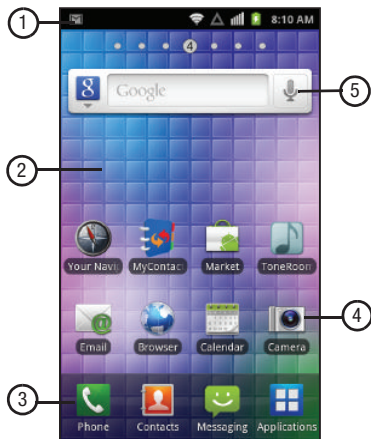 1
8:10 AM
4
8
Google
5
2
Your Navi
MyContac
Market
ToneRoon
Email
Browser
Calendar
Camera
4
3
Phone
Contacts
Messaging
Applications